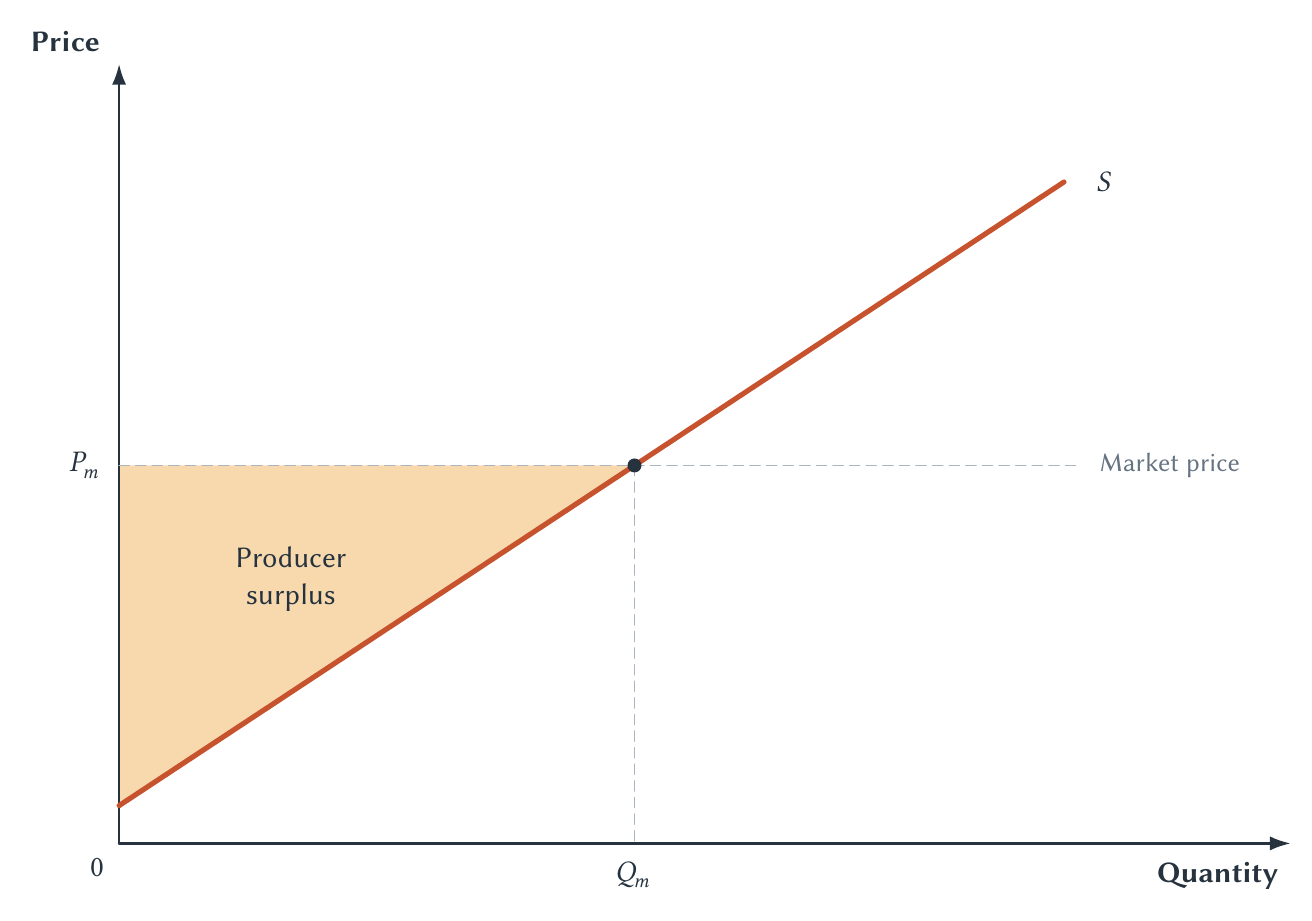 Price
S
P_m
Market price
Producer
surplus
0
Q_m
Quantity